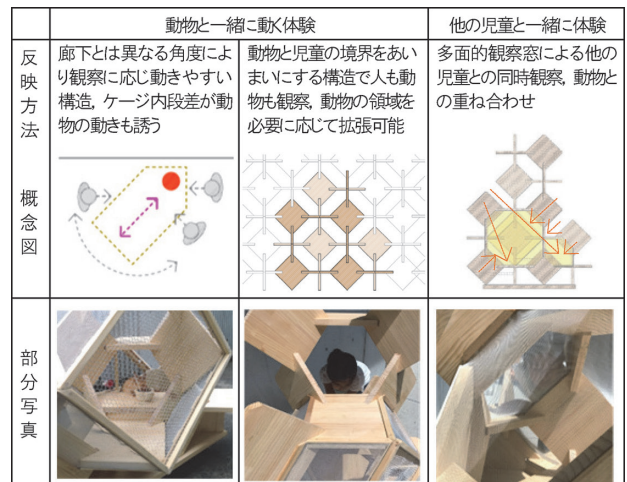 動物と一緒に動く体験
他の児童と一緒に体験
反映方法 概念図
廊下とは異なる角度によ
り観察に応じ動きやすい
構造，ケージ内段差が動
物の動きも誘う
動物と児童の境界をあい
まいにする構造で人も動
物も観察，動物の領域を
必要に応じて拡張可能
多面的観察窓による他の
児童との同時観察，動物と
の重ね合わせ
部分写真